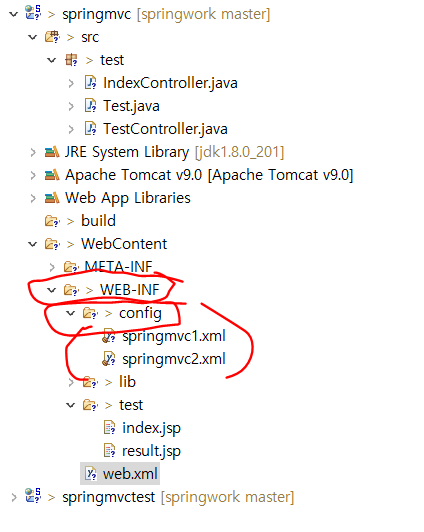 springmvc [springwork master]
> src
> test
IndexController.java
Test.java
TestController.java
JRE System Library [jdk1.8.0_201]
Apache Tomcat v9.0 [Apache Tomcat v9.0]
Web App Libraries
> build
> WebContent
> META-INF
> WEB-INF
> config
springmvc1.xml
springmvc2.xml
> lib
> test
index.jsp
result.jsp
web.xml
> springmvctest [springwork master]